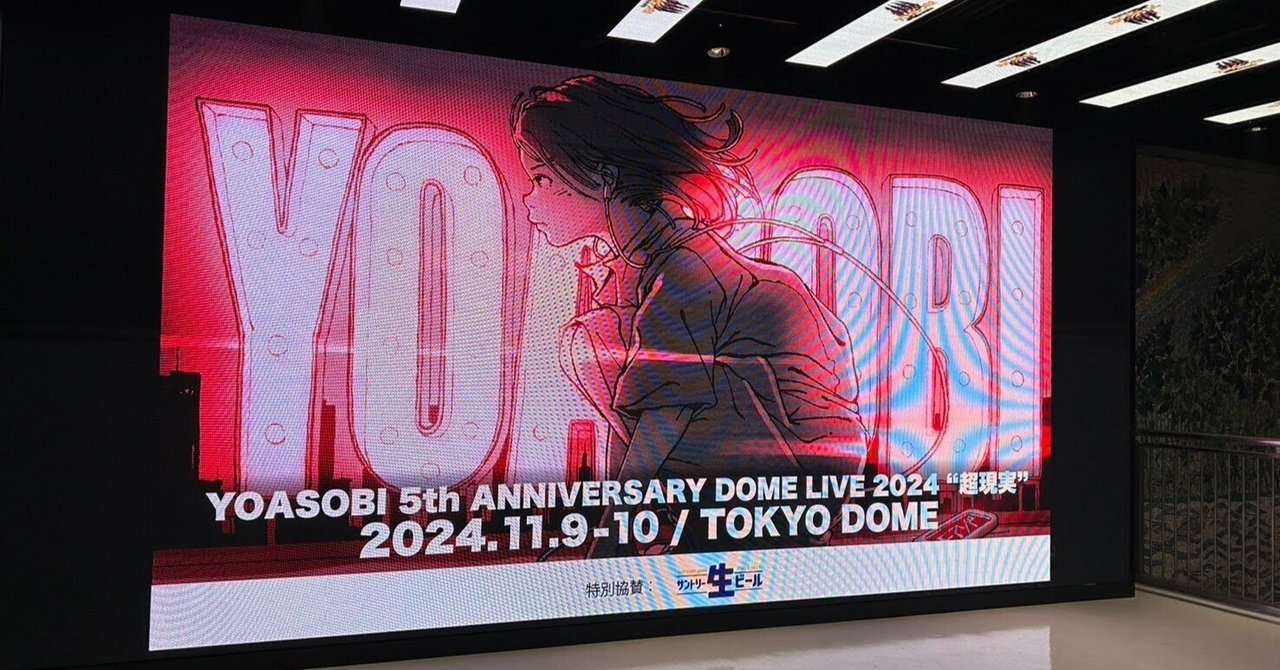 YOASOBI
YOASOBI 5th ANNIVERSARY DOME LIVE 2024 “超現実”
2024.11.9-10 / TOKYO DOME
特別協賛：サントリー生ビール